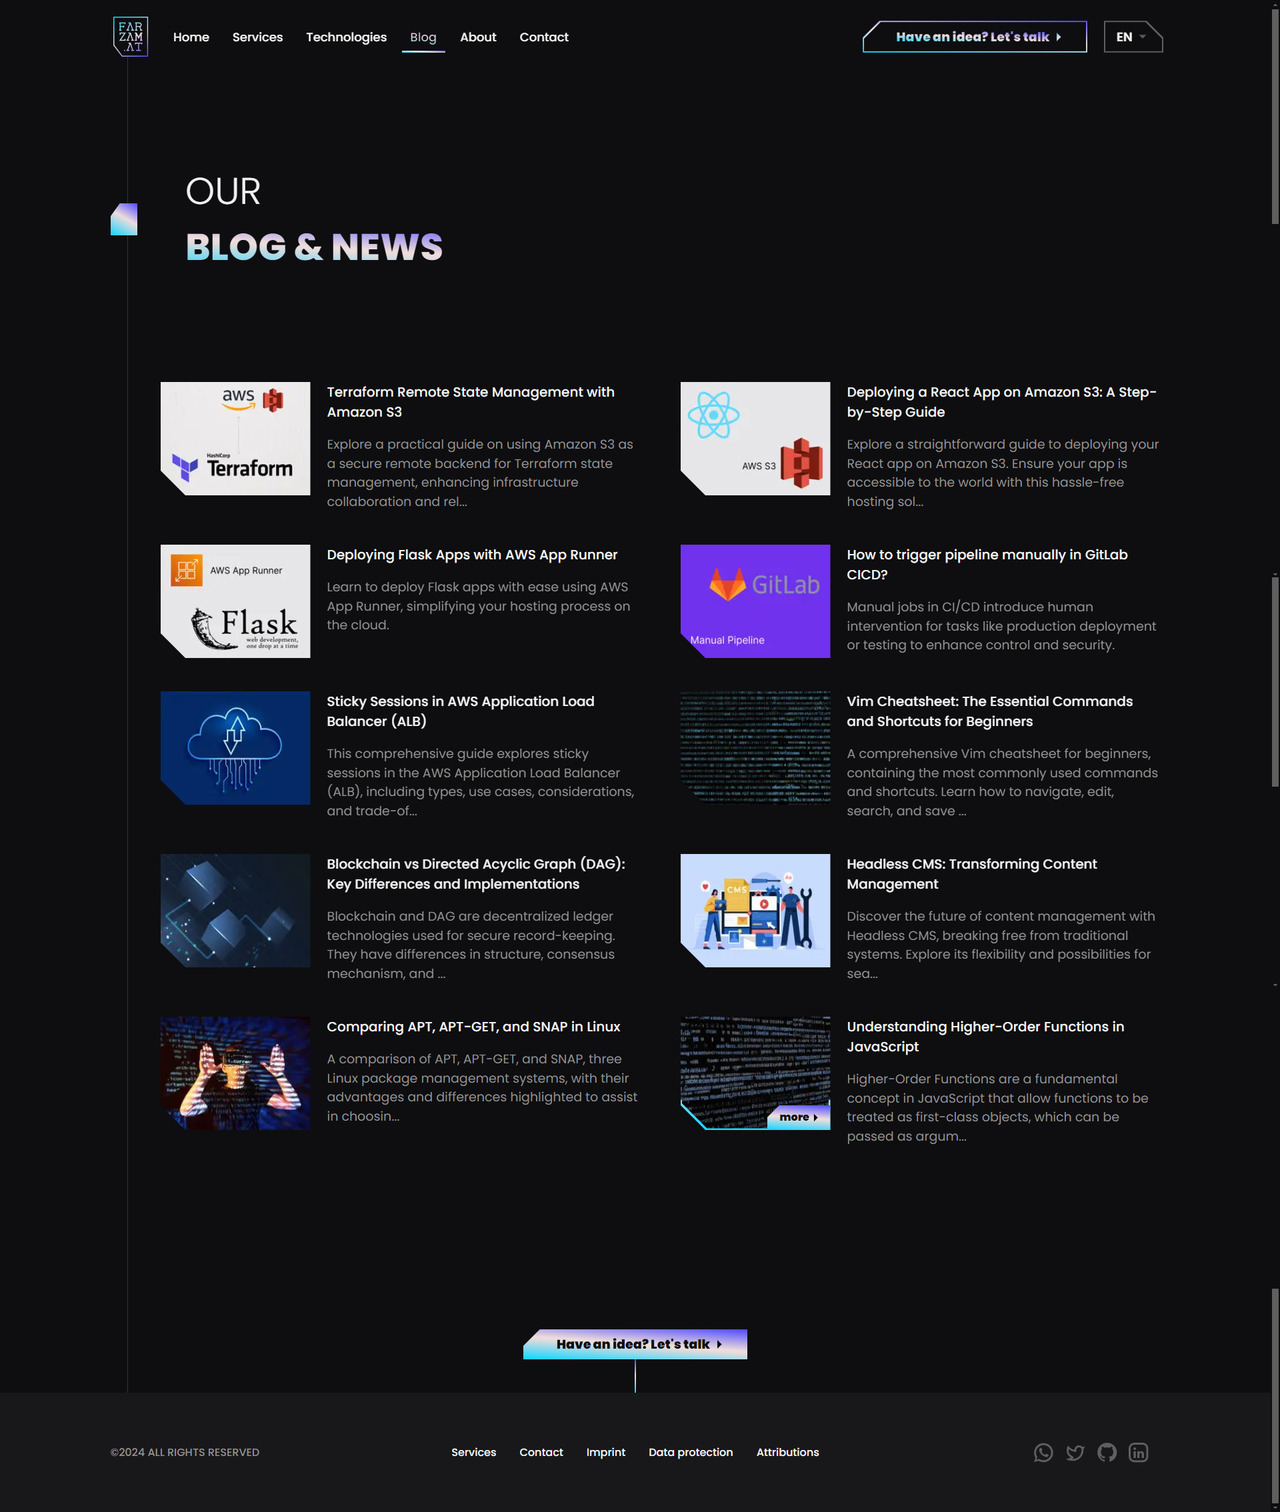 FAR
ZAM
.AT
Home Services Technologies Blog About Contact
Have an idea? Let's talk
EN
OUR
BLOG & NEWS
aws
HashiCorp
Terraform
Terraform Remote State Management with
Amazon S3
Explore a practical guide on using Amazon S3 as
a secure remote backend for Terraform state
management, enhancing infrastructure
collaboration and rel...
AWS S3
Deploying a React App on Amazon S3: A Step-
by-Step Guide
Explore a straightforward guide to deploying your
React app on Amazon S3. Ensure your app is
accessible to the world with this hassle-free
hosting sol...
AWS App Runner
Flask
web development,
one drop at a time
Deploying Flask Apps with AWS App Runner
Learn to deploy Flask apps with ease using AWS
App Runner, simplifying your hosting process on
the cloud.
GitLab
Manual Pipeline
How to trigger pipeline manually in GitLab
CICD?
Manual jobs in CI/CD introduce human
intervention for tasks like production deployment
or testing to enhance control and security.
Sticky Sessions in AWS Application Load
Balancer (ALB)
This comprehensive guide explores sticky
sessions in the AWS Application Load Balancer
(ALB), including types, use cases, considerations,
and trade-of...
Vim Cheatsheet: The Essential Commands
and Shortcuts for Beginners
A comprehensive Vim cheatsheet for beginners,
containing the most commonly used commands
and shortcuts. Learn how to navigate, edit,
search, and save ...
Blockchain vs Directed Acyclic Graph (DAG):
Key Differences and Implementations
Blockchain and DAG are decentralized ledger
technologies used for secure record-keeping.
They have differences in structure, consensus
mechanism, and ...
CMS
Aa
Headless CMS: Transforming Content
Management
Discover the future of content management with
Headless CMS, breaking free from traditional
systems. Explore its flexibility and possibilities for
sea...
Comparing APT, APT-GET, and SNAP in Linux
A comparison of APT, APT-GET, and SNAP, three
Linux package management systems, with their
advantages and differences highlighted to assist
in choosin...
more
Understanding Higher-Order Functions in
JavaScript
Higher-Order Functions are a fundamental
concept in JavaScript that allow functions to be
treated as first-class objects, which can be
passed as argum...
Have an idea? Let's talk
©2024 ALL RIGHTS RESERVED
Services Contact Imprint Data protection Attributions